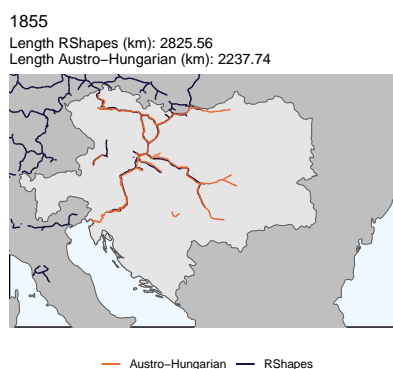 1855
Length RShapes (km): 2825.56
Length Austro−Hungarian (km): 2237.74
Austro−Hungarian RShapes